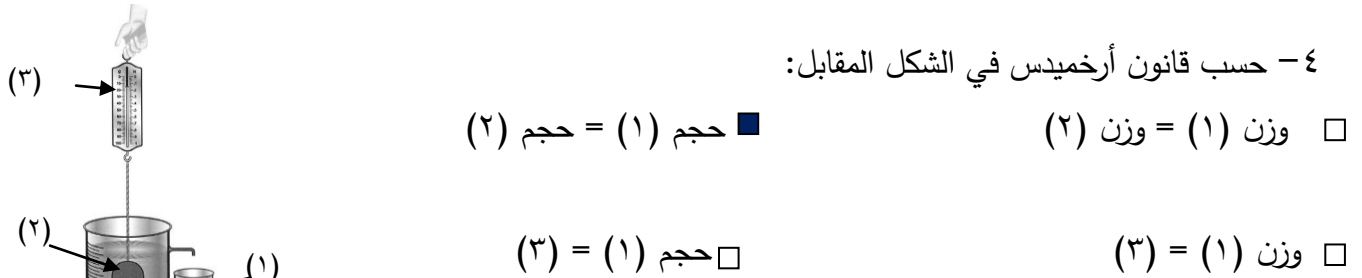 ٤- حسب قانون أرخميدس في الشكل المقابل:
(٣)
□ وزن (١) = وزن (٢) ■ حجم (١) = حجم (٢)
(٢)
□ وزن (١) = (٣) □ حجم (١) = (٣)
(١)